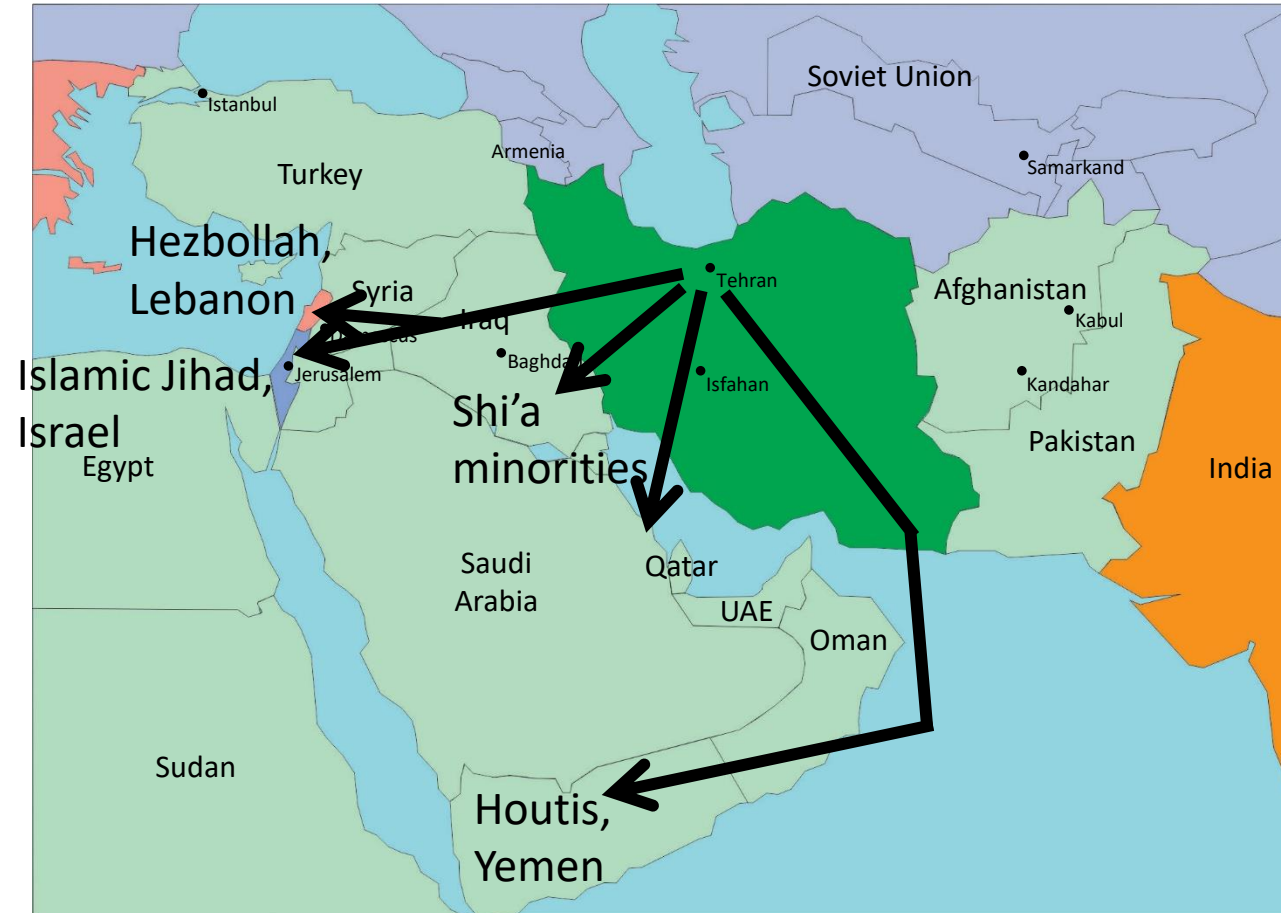 Soviet Union
Istanbul
Armenia
Samarkand
Turkey
Hezbollah,
Lebanon
Tehran
Syria
Afghanistan
Iraq
Kabul
Baghdad
Jerusalem
Isfahan
Kandahar
Islamic Jihad,
Israel
Shi’a
minorities
Pakistan
Egypt
India
Saudi
Arabia
Qatar
UAE
Oman
Sudan
Houtis,
Yemen